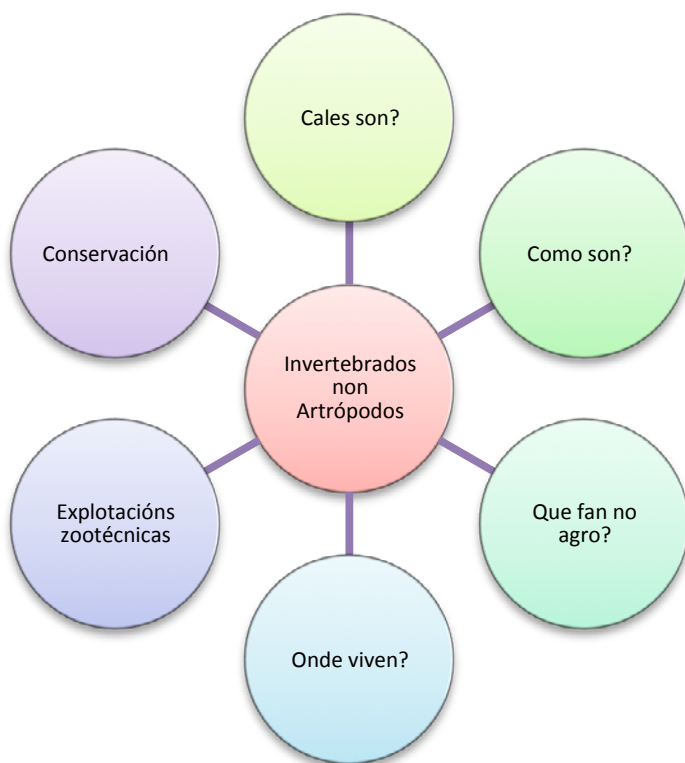 Cales son?
Conservación
Como son?
Invertebrados
non
Artrópodos
Explotacións
zootécnicas
Que fan no
agro?
Onde viven?